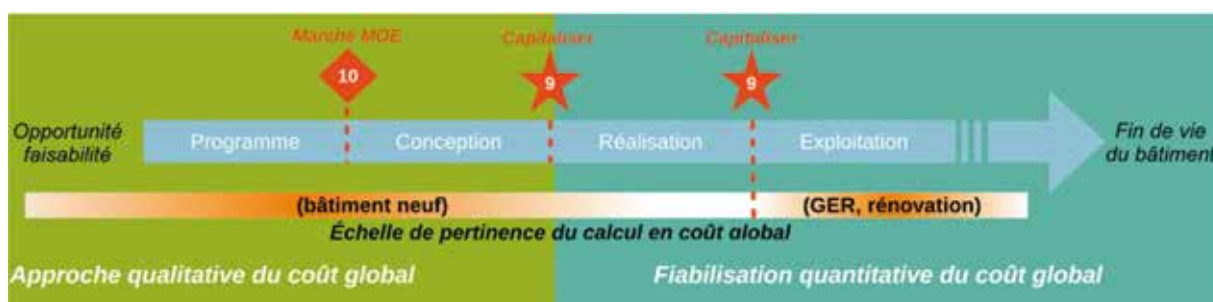 Marché MOE
Capitaliser
Capitaliser
10
9
9
Opportunité
faisabilité
Programme
Conception
Réalisation
Exploitation
Fin de vie
du bâtiment
(bâtiment neuf)
(GER, rénovation)
Échelle de pertinence du calcul en coût global
Approche qualitative du coût global
Fiabilisation quantitative du coût global